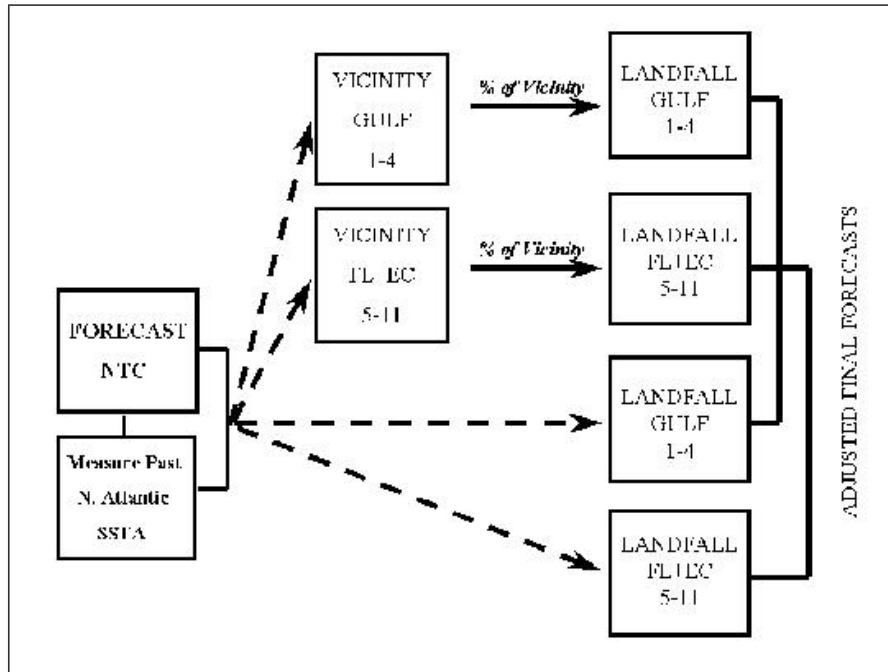 VICINITY
GULF
1-4
% of Vicinity
LANDFALL
GULF
1-4
VICINITY
FL+EC
5-11
% of Vicinity
LANDFALL
FL+EC
5-11
FORECAST
NTC
Measure Past
N. Atlantic
SSTA
LANDFALL
GULF
1-4
LANDFALL
FL+EC
5-11
ADJUSTED FINAL FORECASTS